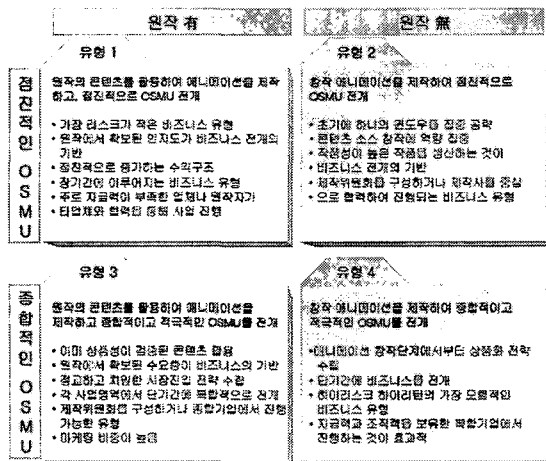 원작 有
원작 無
점진적인 OSMU
유형 1
원작의 콘텐츠를 활용하여 애니메이션을 제작
하고, 점진적으로 OSMU 전개
• 가장 리스크가 적은 비즈니스 유형
• 원작에서 확보된 인지도가 비즈니스 전개의
기반
• 점진적으로 증가하는 수익구조
• 장기간에 이루어지는 비즈니스 유형
• 주로 자금력이 부족한 업체나 원작자가
• 타업체와 협력을 통해 사업 진행
유형 2
창작 애니메이션을 제작하여 점진적으로
OSMU 전개
• 초기에 하나의 윈도우를 집중 공략
• 콘텐츠 소스 창작에 역량 집중
• 작품성이 높은 작품을 생산하는 것이
• 비즈니스 전개의 기반
• 제작위원회를 구성하거나 제작사를 중심
• 으로 협력하여 진행되는 비즈니스 유형
종합적인 OSMU
유형 3
원작의 콘텐츠를 활용하여 애니메이션을
제작하고 종합적이고 적극적인 OSMU를 전개
• 이미 상품성이 검증된 콘텐츠 활용
• 원작에서 확보된 수요층이 비즈니스의 기반
• 정교하고 치밀한 시장진입 전략 수립
• 각 사업영역에서 단기간에 복합적으로 전개
• 제작위원회를 구성하거나 종합기업에서 진행
가능한 유형
• 마케팅 비중이 높음
유형 4
창작 애니메이션을 제작하여 종합적이고
적극적인 OSMU를 전개
•애니메이션 창작단계에서부터 상품화 전략
수립
• 단기간에 비즈니스를 전개
• 하이리스크 하이리턴의 가장 모험적인
비즈니스 유형
• 자금력과 조직력을 보유한 복합기업에서
진행하는 것이 효과적